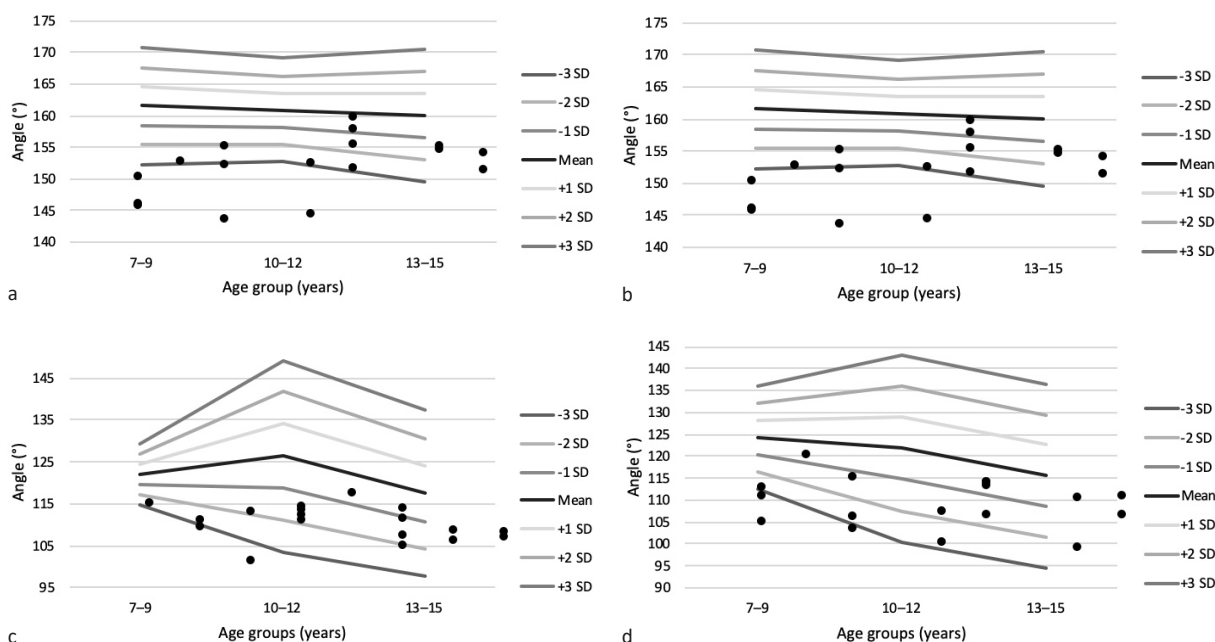 175
170
165
160
155
150
145
140
Angle (°)
7–9
10–12
13–15
Age group (years)
-3 SD
-2 SD
-1 SD
Mean
+1 SD
+2 SD
+3 SD
a
175
170
165
160
155
150
145
140
Angle (°)
7–9
10–12
13–15
Age group (years)
-3 SD
-2 SD
-1 SD
Mean
+1 SD
+2 SD
+3 SD
b
145
135
125
115
105
95
Angle (°)
7–9
10–12
13–15
Age groups (years)
-3 SD
-2 SD
-1 SD
Mean
+1 SD
+2 SD
+3 SD
c
145
140
135
130
125
120
115
110
105
100
95
90
Angle (°)
7–9
10–12
13–15
Age groups (years)
-3 SD
-2 SD
-1 SD
Mean
+1 SD
+2 SD
+3 SD
d